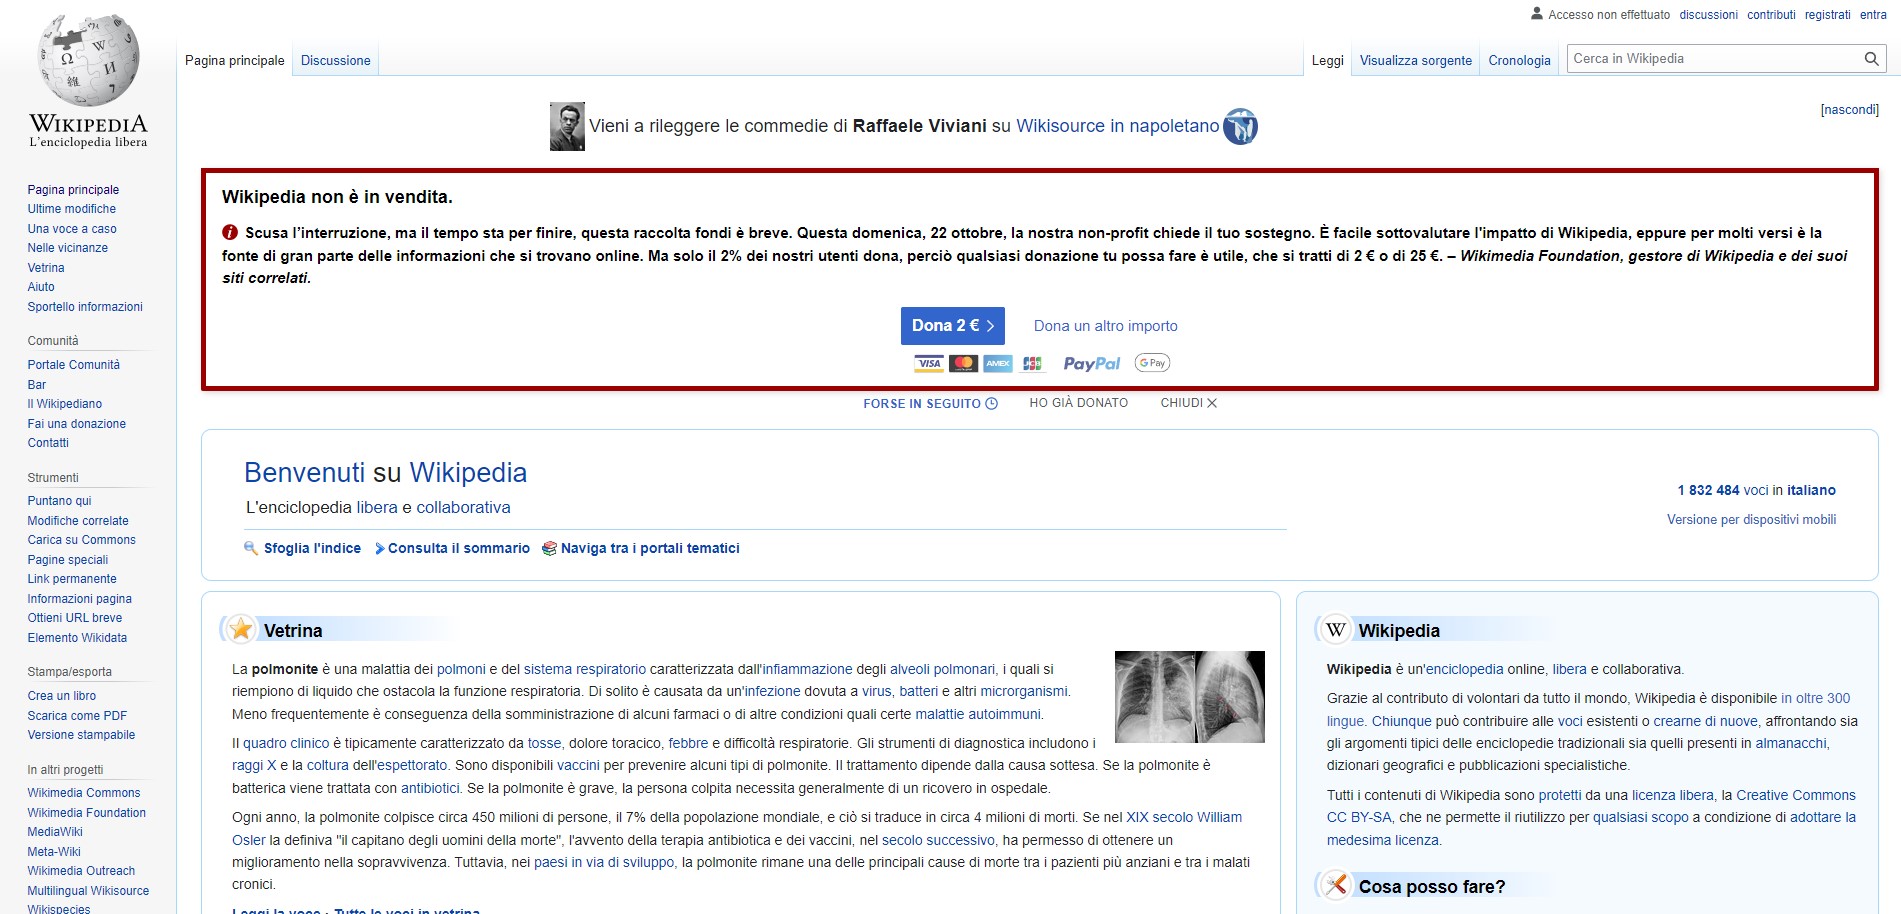 Accesso non effettuato discussioni contributi registrati entra
Pagina principale Discussione Leggi Visualizza sorgente Cronologia Cerca in Wikipedia
WIKIPEDIA
L'enciclopedia libera
Pagina principale
Ultime modifiche
Una voce a caso
Nelle vicinanze
Vetrina
Aiuto
Sportello informazioni
Comunità
Portale Comunità
Bar
Il Wikipediano
Fai una donazione
Contatti
Strumenti
Puntano qui
Modifiche correlate
Carica su Commons
Pagine speciali
Link permanente
Informazioni pagina
Ottieni URL breve
Elemento Wikidata
Stampa/esporta
Crea un libro
Scarica come PDF
Versione stampabile
In altri progetti
Wikimedia Commons
Wikimedia Foundation
MediaWiki
Meta-Wiki
Wikimedia Outreach
Multilingual Wikisource
Wikispecies
Vieni a rileggere le commedie di Raffaele Viviani su Wikisource in napoletano
[nascondi]
Wikipedia non è in vendita.
Scusa l'interruzione, ma il tempo sta per finire, questa raccolta fondi è breve. Questa domenica, 22 ottobre, la nostra non-profit chiede il tuo sostegno. È facile sottovalutare l'impatto di Wikipedia, eppure per molti versi è la
fonte di gran parte delle informazioni che si trovano online. Ma solo il 2% dei nostri utenti dona, perciò qualsiasi donazione tu possa fare è utile, che si tratti di 2 € o di 25 €. – Wikimedia Foundation, gestore di Wikipedia e dei suoi
siti correlati.
Dona 2 € Dona un altro importo
VISA AMEX JCB PayPal G Pay
FORSE IN SEGUITO HO GIÀ DONATO CHIUDI
Benvenuti su Wikipedia
L'enciclopedia libera e collaborativa
Sfoglia l'indice Consulta il sommario Naviga tra i portali tematici
1 832 484 voci in italiano
Versione per dispositivi mobili
Vetrina
La polmonite è una malattia dei polmoni e del sistema respiratorio caratterizzata dall'infiammazione degli alveoli polmonari, i quali si
riempiono di liquido che ostacola la funzione respiratoria. Di solito è causata da un'infezione dovuta a virus, batteri e altri microrganismi.
Meno frequentemente è conseguenza della somministrazione di alcuni farmaci o di altre condizioni quali certe malattie autoimmuni.
Il quadro clinico è tipicamente caratterizzato da tosse, dolore toracico, febbre e difficoltà respiratorie. Gli strumenti di diagnostica includono i
raggi X e la coltura dell'espettorato. Sono disponibili vaccini per prevenire alcuni tipi di polmonite. Il trattamento dipende dalla causa sottesa. Se la polmonite è
batterica viene trattata con antibiotici. Se la polmonite è grave, la persona colpita necessita generalmente di un ricovero in ospedale.
Ogni anno, la polmonite colpisce circa 450 milioni di persone, il 7% della popolazione mondiale, e ciò si traduce in circa 4 milioni di morti. Se nel XIX secolo William
Osler la definiva "il capitano degli uomini della morte", l'avvento della terapia antibiotica e dei vaccini, nel secolo successivo, ha permesso di ottenere un
miglioramento nella sopravvivenza. Tuttavia, nei paesi in via di sviluppo, la polmonite rimane una delle principali cause di morte tra i pazienti più anziani e tra i malati
cronici.
Leggi la voce · Tutte le voci in vetrina
Wikipedia
Wikipedia è un'enciclopedia online, libera e collaborativa.
Grazie al contributo di volontari da tutto il mondo, Wikipedia è disponibile in oltre 300
lingue. Chiunque può contribuire alle voci esistenti o crearne di nuove, affrontando sia
gli argomenti tipici delle enciclopedie tradizionali sia quelli presenti in almanacchi,
dizionari geografici e pubblicazioni specialistiche.
Tutti i contenuti di Wikipedia sono protetti da una licenza libera, la Creative Commons
CC BY-SA, che ne permette il riutilizzo per qualsiasi scopo a condizione di adottare la
medesima licenza.
Cosa posso fare?